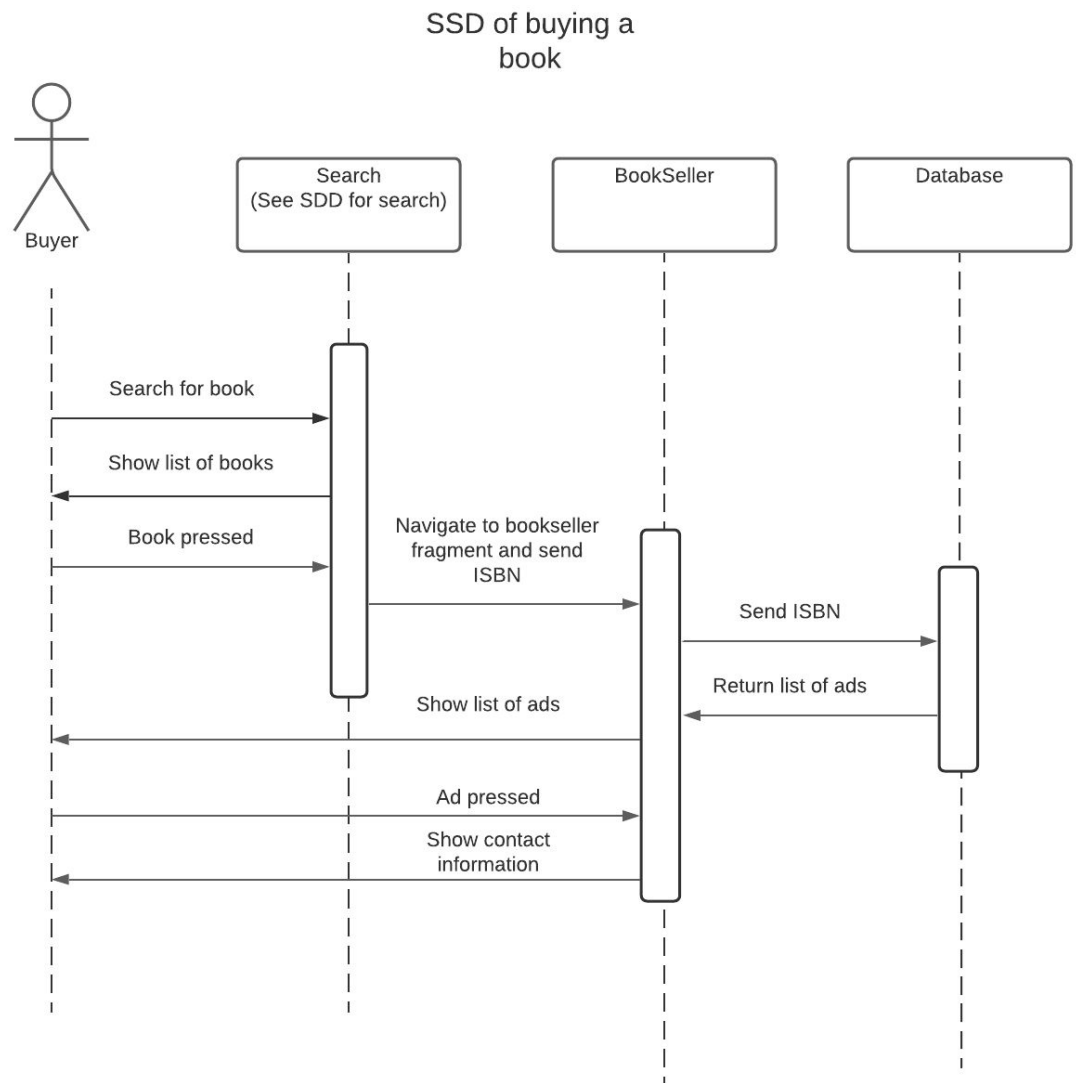 SSD of buying a
book
Buyer
Search
(See SDD for search)
BookSeller
Database
Search for book
Show list of books
Book pressed
Navigate to bookseller
fragment and send
ISBN
Send ISBN
Return list of ads
Show list of ads
Ad pressed
Show contact
information